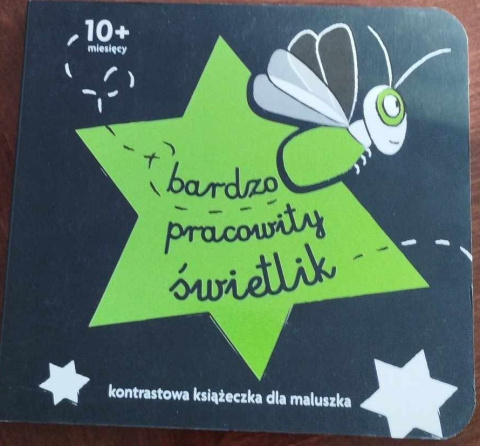 10+
miesięcy
bardzo
pracowity
świetlik
kontrastowa książeczka dla maluszka